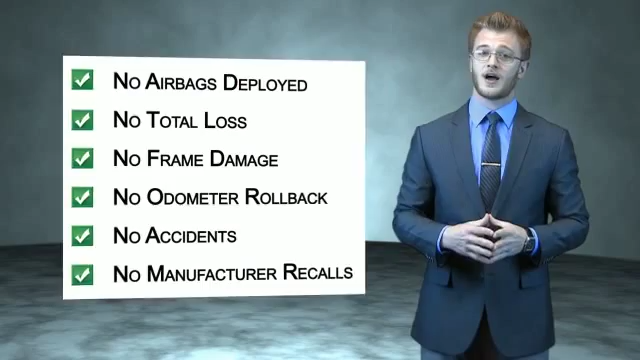 No Airbags Deployed
No Total Loss
No Frame Damage
No Odometer Rollback
No Accidents
No Manufacturer Recalls